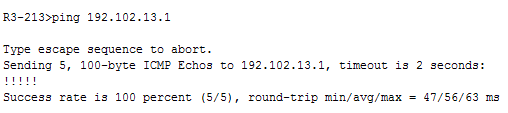 R3-213>ping 192.102.13.1
Type escape sequence to abort.
Sending 5, 100-byte ICMP Echos to 192.102.13.1, timeout is 2 seconds:
!!!!!
Success rate is 100 percent (5/5), round-trip min/avg/max = 47/56/63 ms